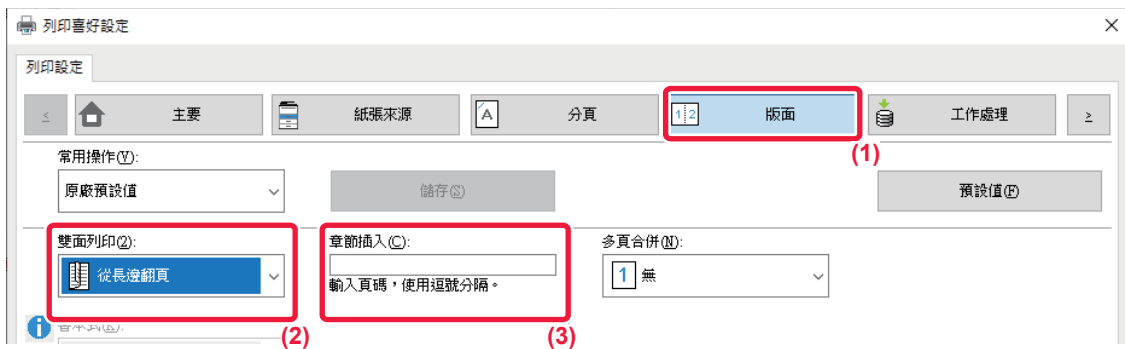 列印喜好設定
列印設定
≤ 主要 紙張來源 A 分頁 1 2 版面 工作處理 ≥
(1)
常用操作(V):
原廠預設值 儲存(S) 預設值(F)
雙面列印(2): 章節插入(C): 多頁合併(N):
從長邊翻頁 1 無
輸入頁碼，使用逗號分隔。
(2) (3)